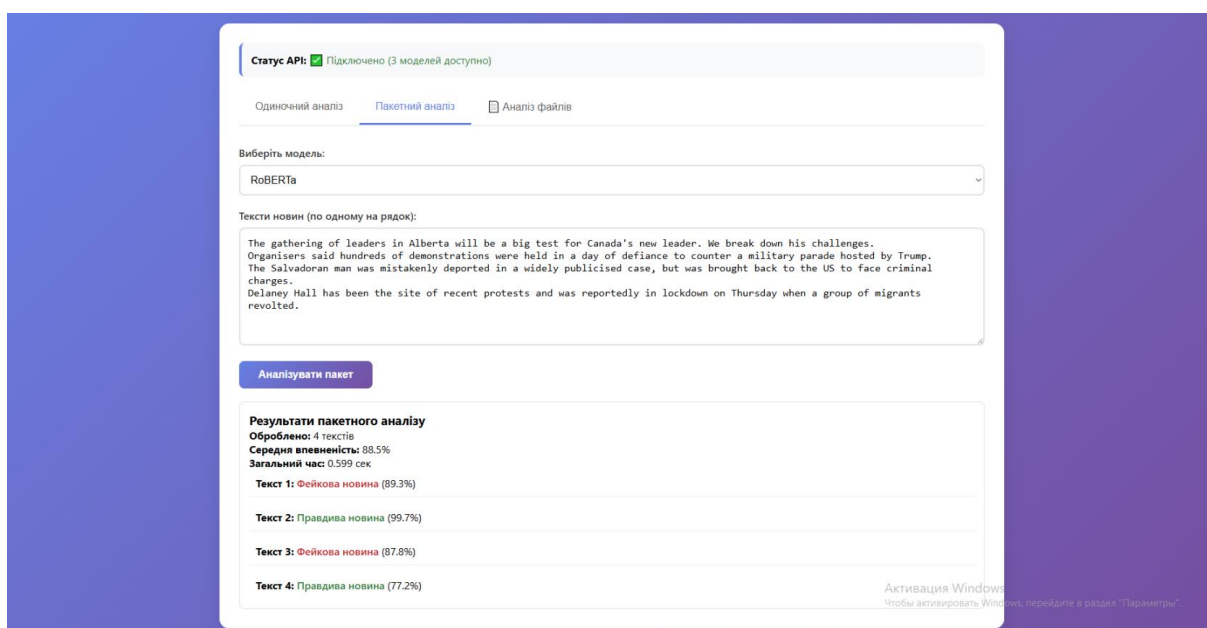 Статус API: ✅ Підключено (3 моделей доступно)
Одиночний аналіз Пакетний аналіз 📄 Аналіз файлів
Виберіть модель:
RoBERTa
Тексти новин (по одному на рядок):
The gathering of leaders in Alberta will be a big test for Canada's new leader. We break down his challenges.
Organisers said hundreds of demonstrations were held in a day of defiance to counter a military parade hosted by Trump.
The Salvadoran man was mistakenly deported in a widely publicised case, but was brought back to the US to face criminal
charges.
Delaney Hall has been the site of recent protests and was reportedly in lockdown on Thursday when a group of migrants
revolted.
Аналізувати пакет
Результати пакетного аналізу
Оброблено: 4 текстів
Середня впевненість: 88.5%
Загальний час: 0.599 сек
Текст 1: Фейкова новина (89.3%)
Текст 2: Правдива новина (99.7%)
Текст 3: Фейкова новина (87.8%)
Текст 4: Правдива новина (77.2%)
Активация Windows
Чтобы активировать Windows, перейдите в раздел "Параметры".